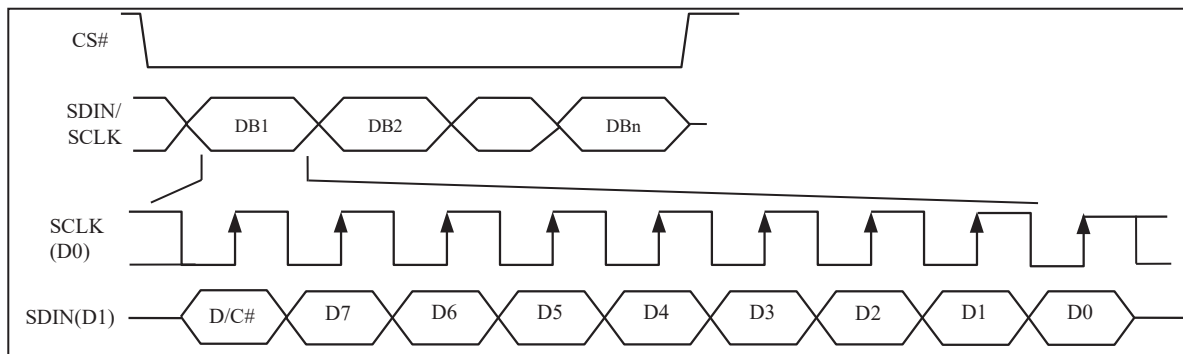 CS#
SDIN/
SCLK
DB1 DB2 DBn
SCLK
(D0)
SDIN(D1) D/C# D7 D6 D5 D4 D3 D2 D1 D0